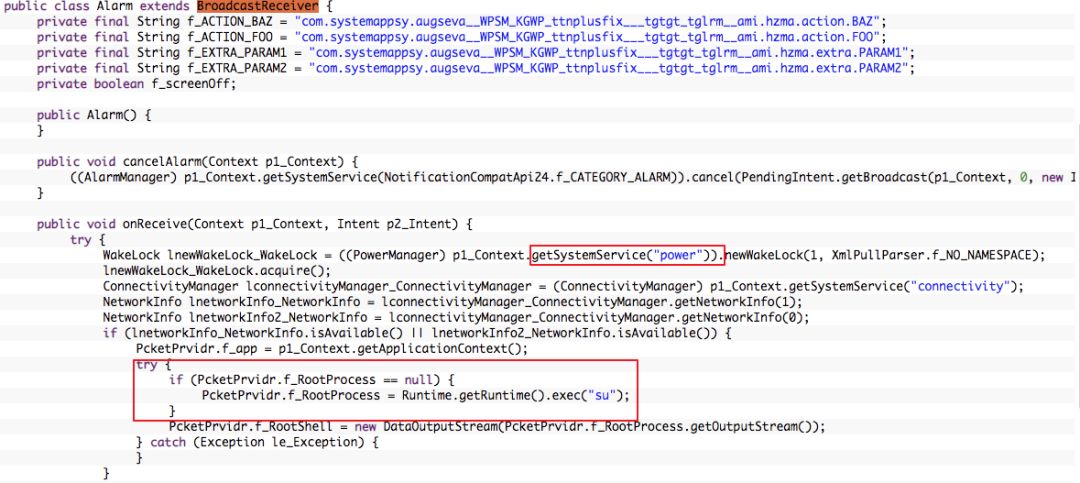 public class Alarm extends BroadcastReceiver {
private final String f_ACTION_BAZ = "com.systemappsy.augseva__WPSM_KGWP_ttnplusfix___tgtgt_tglrm__ami.hzma.action.BAZ";
private final String f_ACTION_FOO = "com.systemappsy.augseva__WPSM_KGWP_ttnplusfix___tgtgt_tglrm__ami.hzma.action.FOO";
private final String f_EXTRA_PARAM1 = "com.systemappsy.augseva__WPSM_KGWP_ttnplusfix___tgtgt_tglrm__ami.hzma.extra.PARAM1";
private final String f_EXTRA_PARAM2 = "com.systemappsy.augseva__WPSM_KGWP_ttnplusfix___tgtgt_tglrm__ami.hzma.extra.PARAM2";
private boolean f_screenOff;
public Alarm() {
}
public void cancelAlarm(Context p1_Context) {
((AlarmManager) p1_Context.getSystemService(NotificationCompatApi24.f_CATEGORY_ALARM)).cancel(PendingIntent.getBroadcast(p1_Context, 0, new I
}
public void onReceive(Context p1_Context, Intent p2_Intent) {
try {
WakeLock lnewWakeLock_WakeLock = ((PowerManager) p1_Context.getSystemService("power")).newWakeLock(1, XmlPullParser.f_NO_NAMESPACE);
lnewWakeLock_WakeLock.acquire();
ConnectivityManager lconnectivityManager_ConnectivityManager = (ConnectivityManager) p1_Context.getSystemService("connectivity");
NetworkInfo lnetworkInfo_NetworkInfo = lconnectivityManager_ConnectivityManager.getNetworkInfo(1);
NetworkInfo lnetworkInfo2_NetworkInfo = lconnectivityManager_ConnectivityManager.getNetworkInfo(0);
if (lnetworkInfo_NetworkInfo.isAvailable() || lnetworkInfo2_NetworkInfo.isAvailable()) {
PcketPrvidr.f_app = p1_Context.getApplicationContext();
try {
if (PcketPrvidr.f_RootProcess == null) {
PcketPrvidr.f_RootProcess = Runtime.getRuntime().exec("su");
}
PcketPrvidr.f_RootShell = new DataOutputStream(PcketPrvidr.f_RootProcess.getOutputStream());
} catch (Exception le_Exception) {
}
}